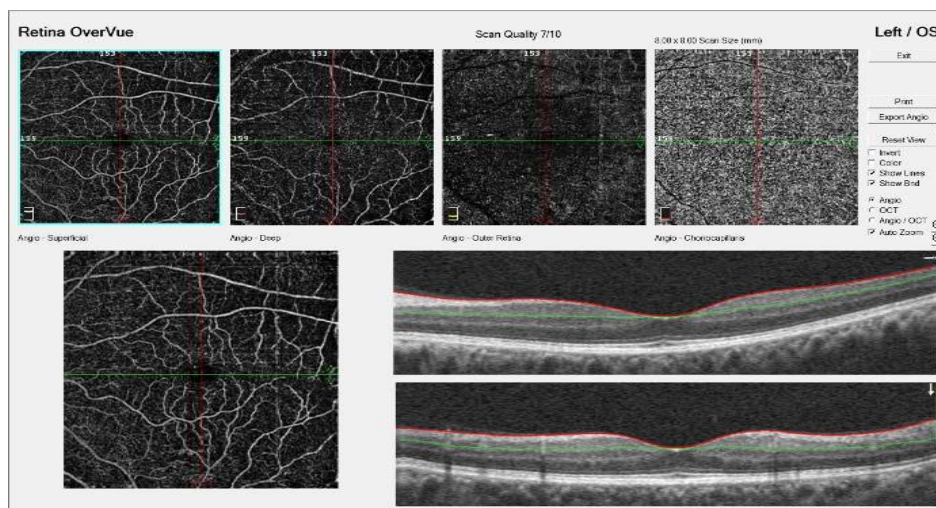 Retina OverVue
Scan Quality 7/10
8.00 x 8.00 Scan Size (mm)
Left / OS
153
153
153
153
159
159
159
159
Angio - Superficial
Angio - Deep
Angio - Outer Retina
Angio - Choriocapillaris
Exit
Print
Export Angio
Reset View
Invert
Color
Show Lines
Show Bnd
Angio
OCT
Angio / OCT
Auto Zoom